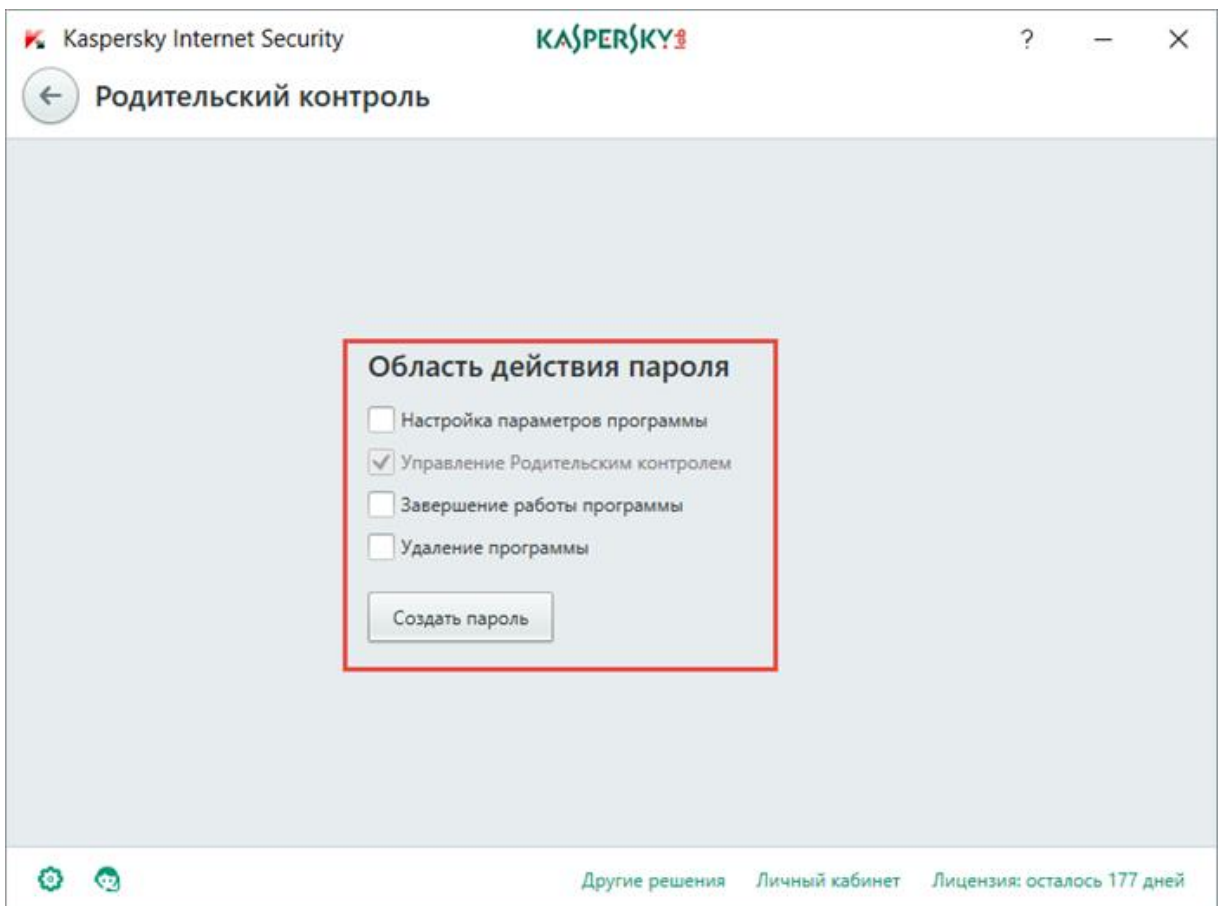 Kaspersky Internet Security
KASPERSKY lab
?
Родительский контроль
Область действия пароля
Настройка параметров программы
Управление Родительским контролем
Завершение работы программы
Удаление программы
Создать пароль
Другие решения Личный кабинет Лицензия: осталось 177 дней